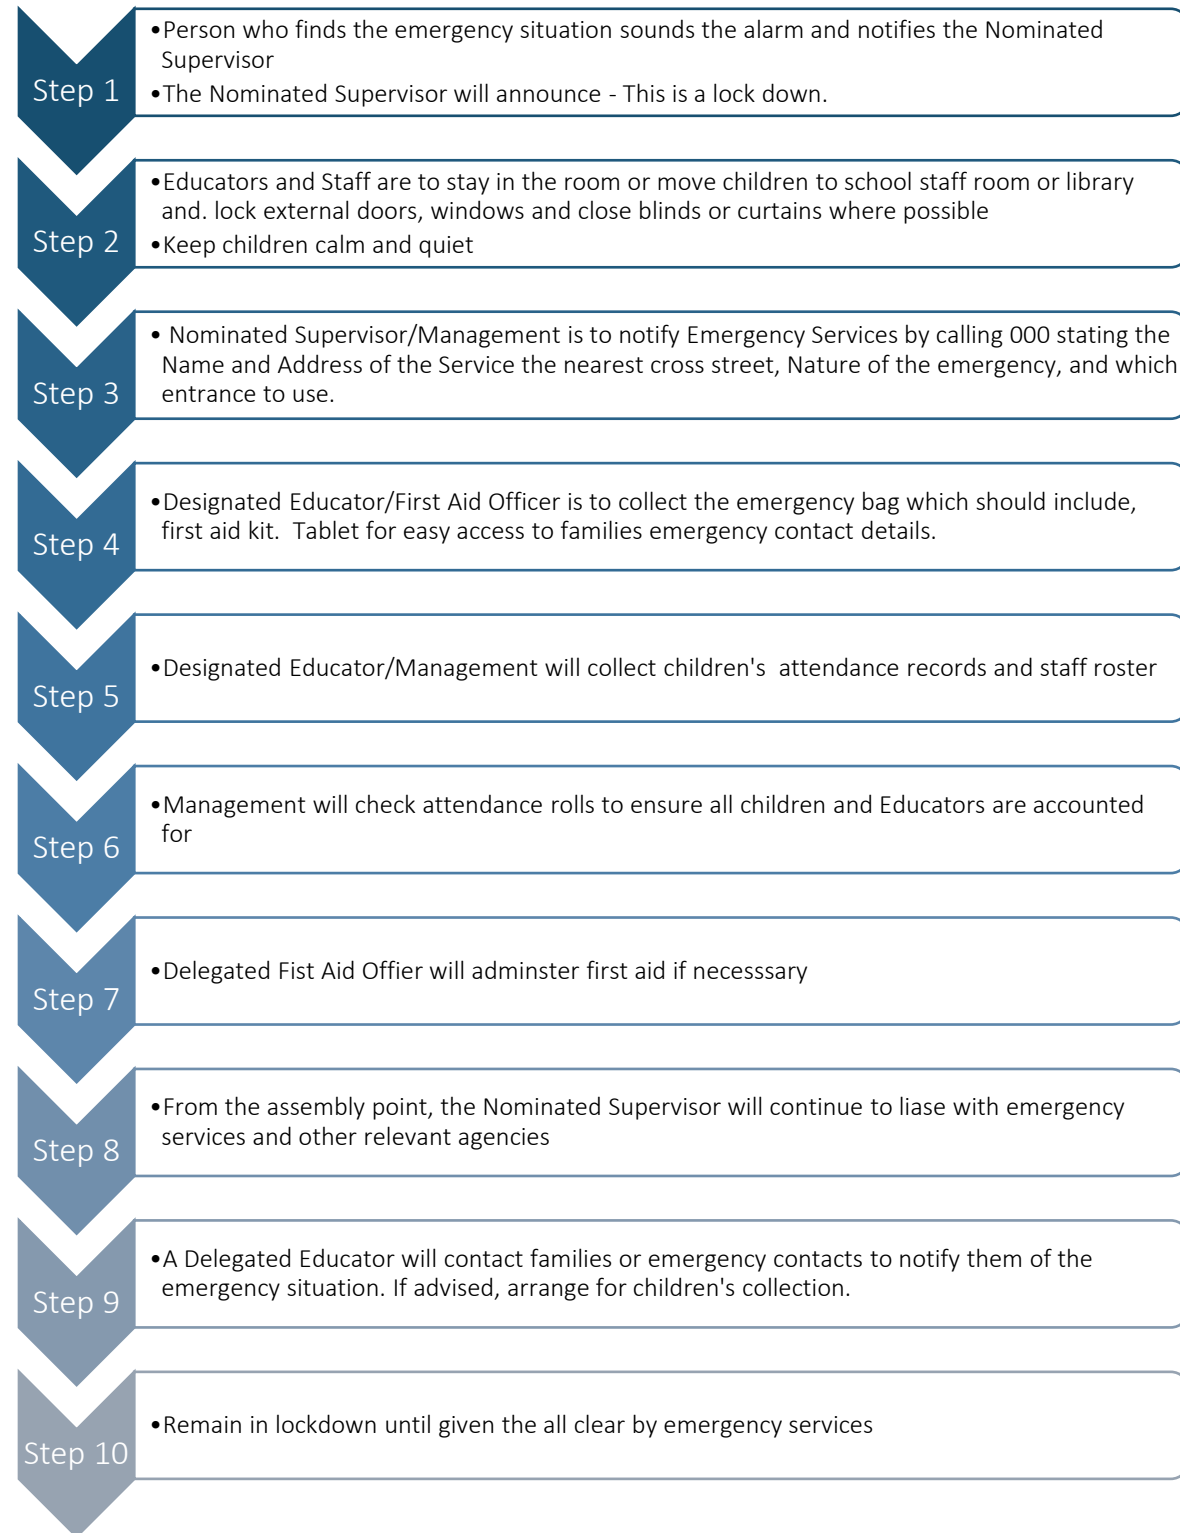 Step 1
•Person who finds the emergency situation sounds the alarm and notifies the Nominated
Supervisor
•The Nominated Supervisor will announce - This is a lock down.
Step 2
•Educators and Staff are to stay in the room or move children to school staff room or library
and. lock external doors, windows and close blinds or curtains where possible
•Keep children calm and quiet
Step 3
• Nominated Supervisor/Management is to notify Emergency Services by calling 000 stating the
Name and Address of the Service the nearest cross street, Nature of the emergency, and which
entrance to use.
Step 4
•Designated Educator/First Aid Officer is to collect the emergency bag which should include,
first aid kit.  Tablet for easy access to families emergency contact details.
Step 5
•Designated Educator/Management will collect children's  attendance records and staff roster
Step 6
•Management will check attendance rolls to ensure all children and Educators are accounted
for
Step 7
•Delegated Fist Aid Offier will adminster first aid if necesssary
Step 8
•From the assembly point, the Nominated Supervisor will continue to liase with emergency
services and other relevant agencies
Step 9
•A Delegated Educator will contact families or emergency contacts to notify them of the
emergency situation. If advised, arrange for children's collection.
Step 10
•Remain in lockdown until given the all clear by emergency services